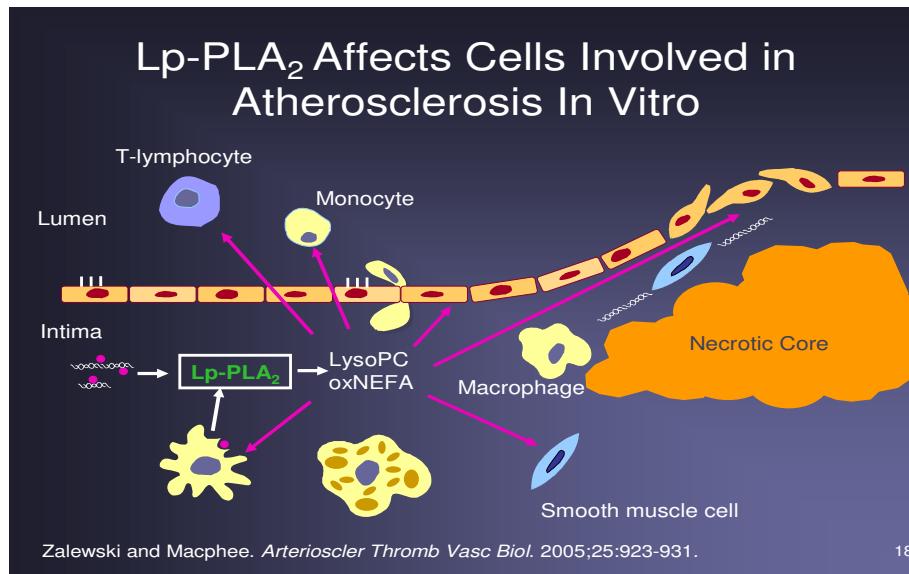 Lp-PLA₂ Affects Cells Involved in
Atherosclerosis In Vitro
T-lymphocyte
Monocyte
Lumen
Intima
Lp-PLA₂
LysoPC
oxNEFA
Macrophage
Necrotic Core
Smooth muscle cell
Zalewski and Macphee. Arterioscler Thromb Vasc Biol. 2005;25:923-931.
18